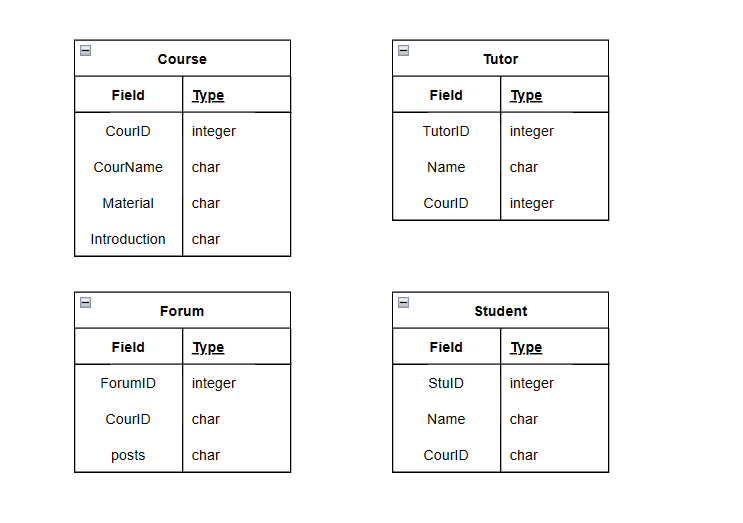 Course
Field Type
CourID integer
CourName char
Material char
Introduction char
Tutor
Field Type
TutorID integer
Name char
CourID integer
Forum
Field Type
ForumID integer
CourID char
posts char
Student
Field Type
StuID integer
Name char
CourID char